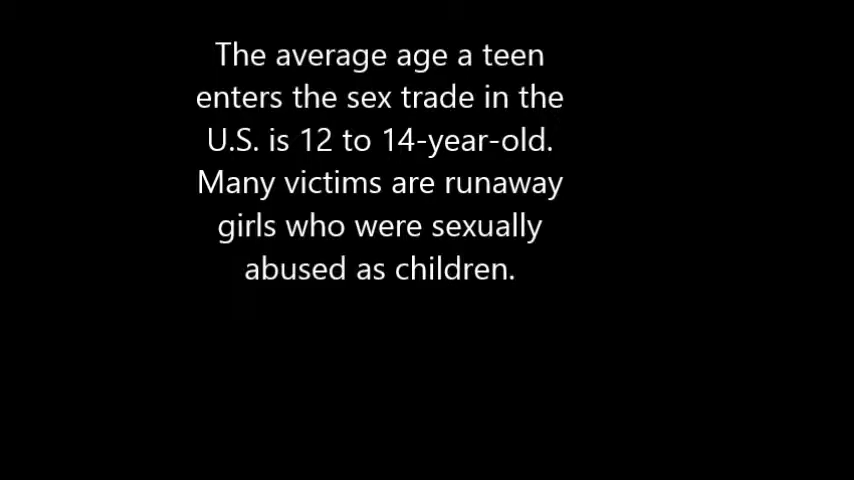 The average age a teen
enters the sex trade in the
U.S. is 12 to 14-year-old.
Many victims are runaway
girls who were sexually
abused as children.